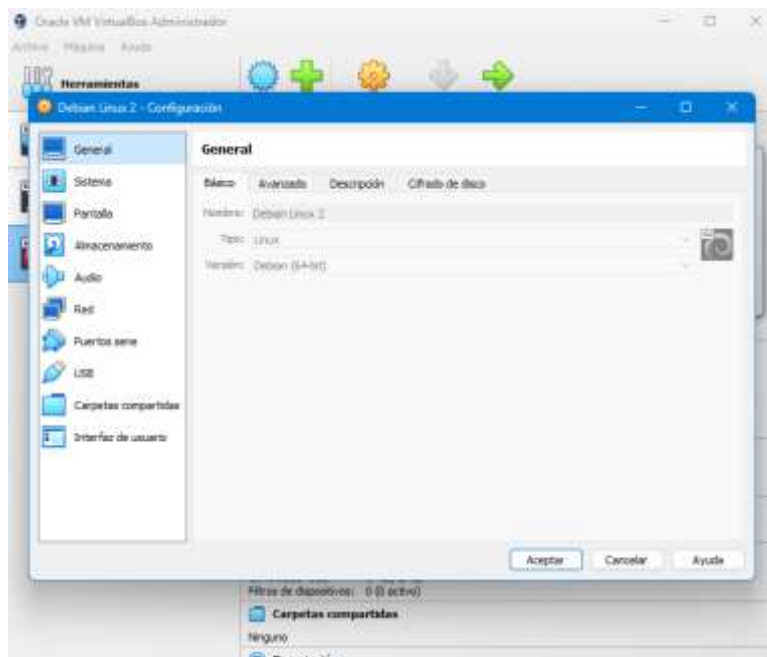 Oracle VM VirtualBox Administrador
Archivo Máquina Ayuda
Herramientas
Debian Linux 2 - Configuración
General
Sistema
Pantalla
Almacenamiento
Audio
Red
Puertos serie
USB
Carpetas compartidas
Interfaz de usuario
General
Básico Avanzado Descripción Cifrado de disco
Nombre: Debian Linux 2
Tipo: Linux
Versión: Debian (64-bit)
Aceptar Cancelar Ayuda
Filtros de dispositivos: 0 (0 activo)
Carpetas compartidas
Ninguno